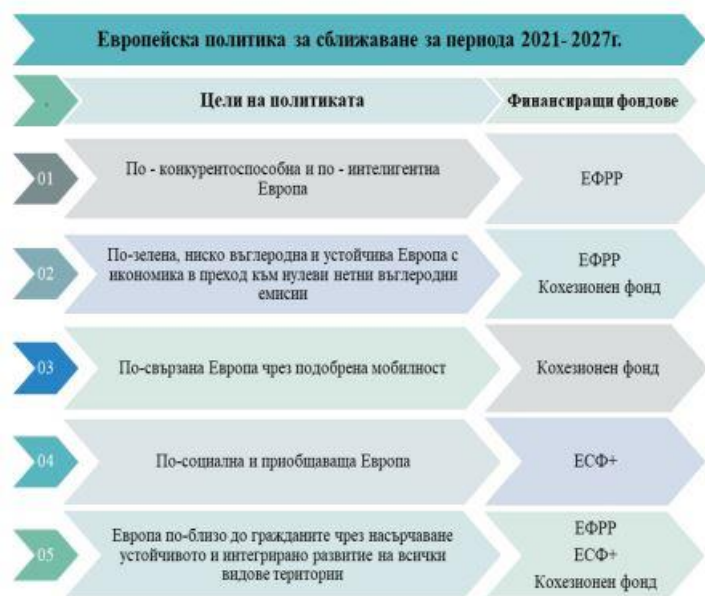 Европейска политика за сближаване за периода 2021- 2027г.
.
Цели на политиката
Финансиращи фондове
01
По - конкурентоспособна и по - интелигентна
Европа
ЕФРР
02
По-зелена, ниско въглеродна и устойчива Европа с
икономика в преход към нулеви нетни въглеродни
емисии
ЕФРР
Кохезионен фонд
03
По-свързана Европа чрез подобрена мобилност
Кохезионен фонд
04
По-социална и приобщаваща Европа
ЕСФ+
05
Европа по-близо до гражданите чрез насърчаване
устойчивото и интегрирано развитие на всички
видове територии
ЕФРР
ЕСФ+
Кохезионен фонд